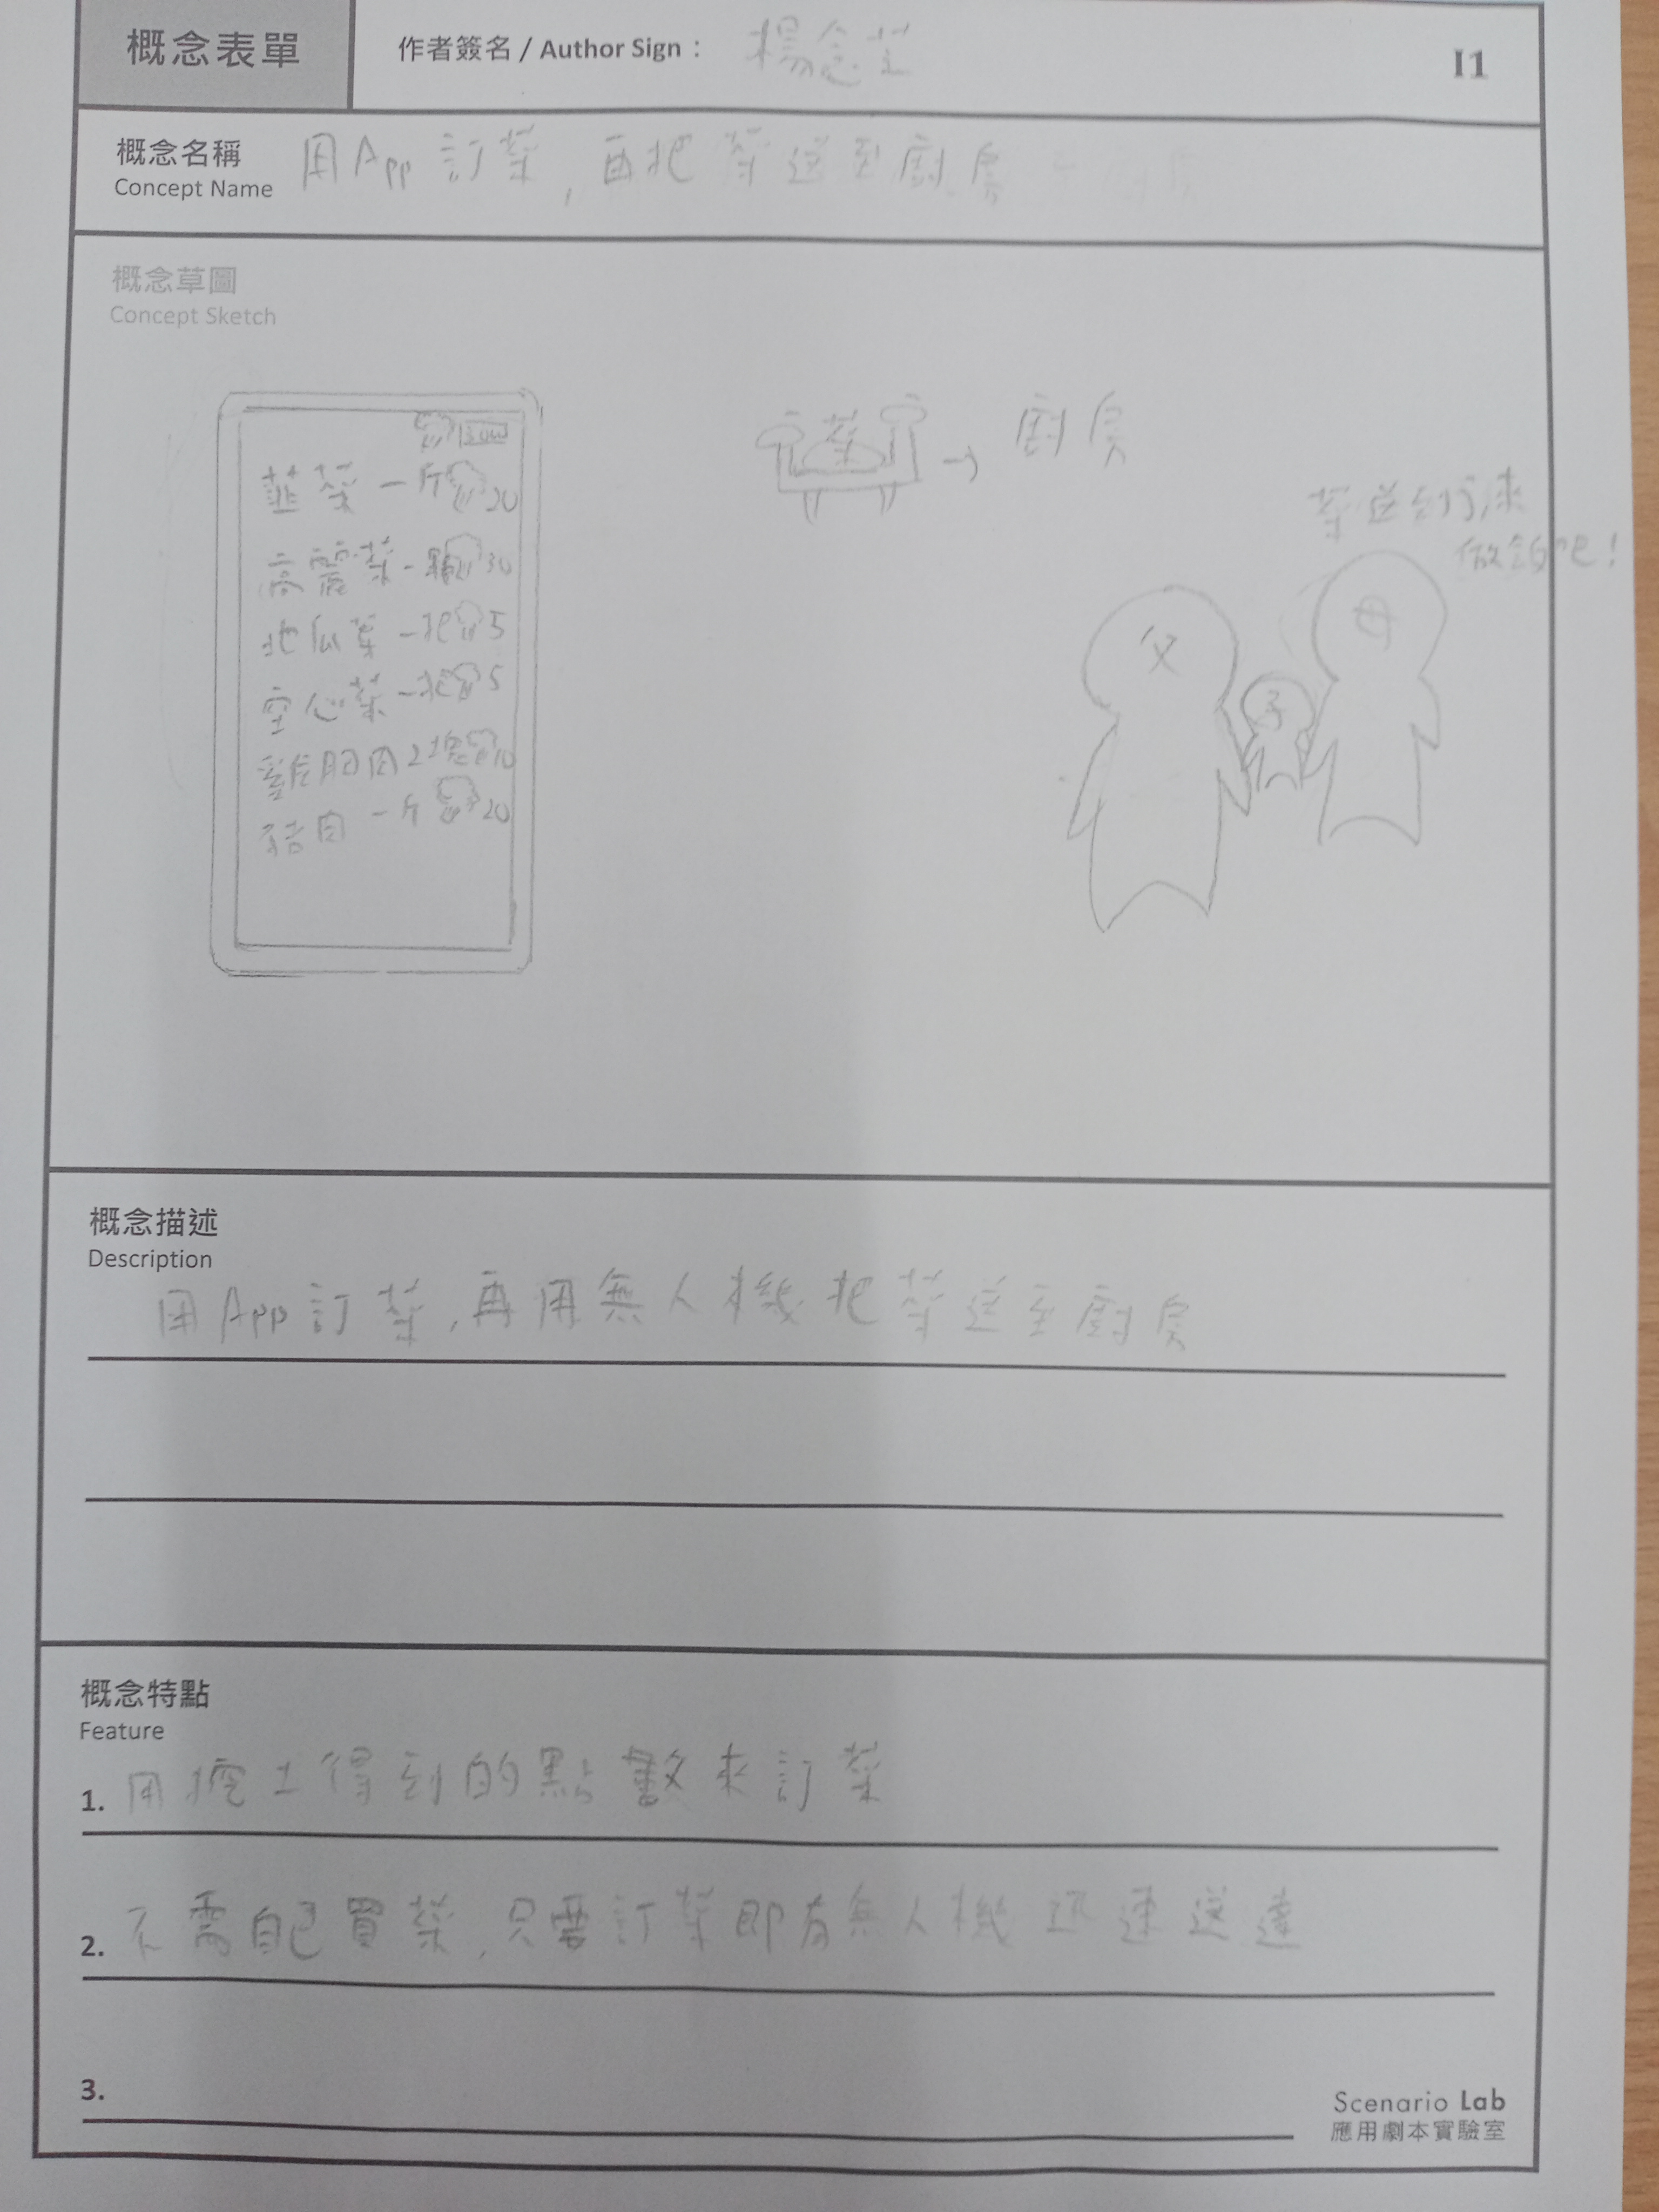 概念表單
作者簽名 / Author Sign：
楊念芝
I1
概念名稱
Concept Name
用App訂菜，再把菜送至廚房
概念草圖
Concept Sketch
韮菜一斤 20
高麗菜一顆 30
地瓜葉一把 5
空心菜一把 5
雞胸肉2塊 10
豬肉一斤 20
菜
→ 廚房
菜送到了,來
做飯吧!
父
子
母
概念描述
Description
用App訂菜,再用無人機把菜送至廚房
概念特點
Feature
1. 用挖土得到的點數來訂菜
2. 不需自己買菜,只要訂菜即有無人機迅速送達
3.
Scenario Lab
應用劇本實驗室